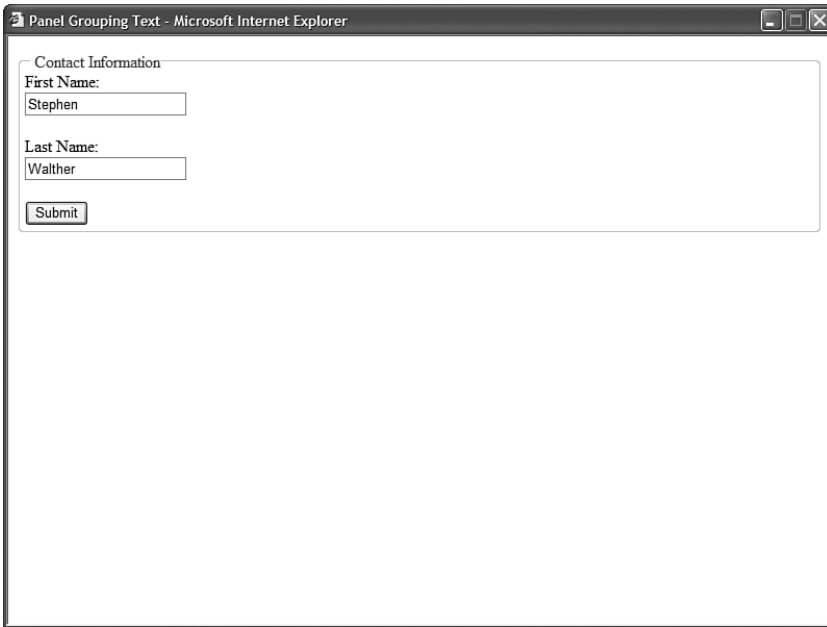 Panel Grouping Text - Microsoft Internet Explorer
Contact Information
First Name:
Stephen
Last Name:
Walther
Submit